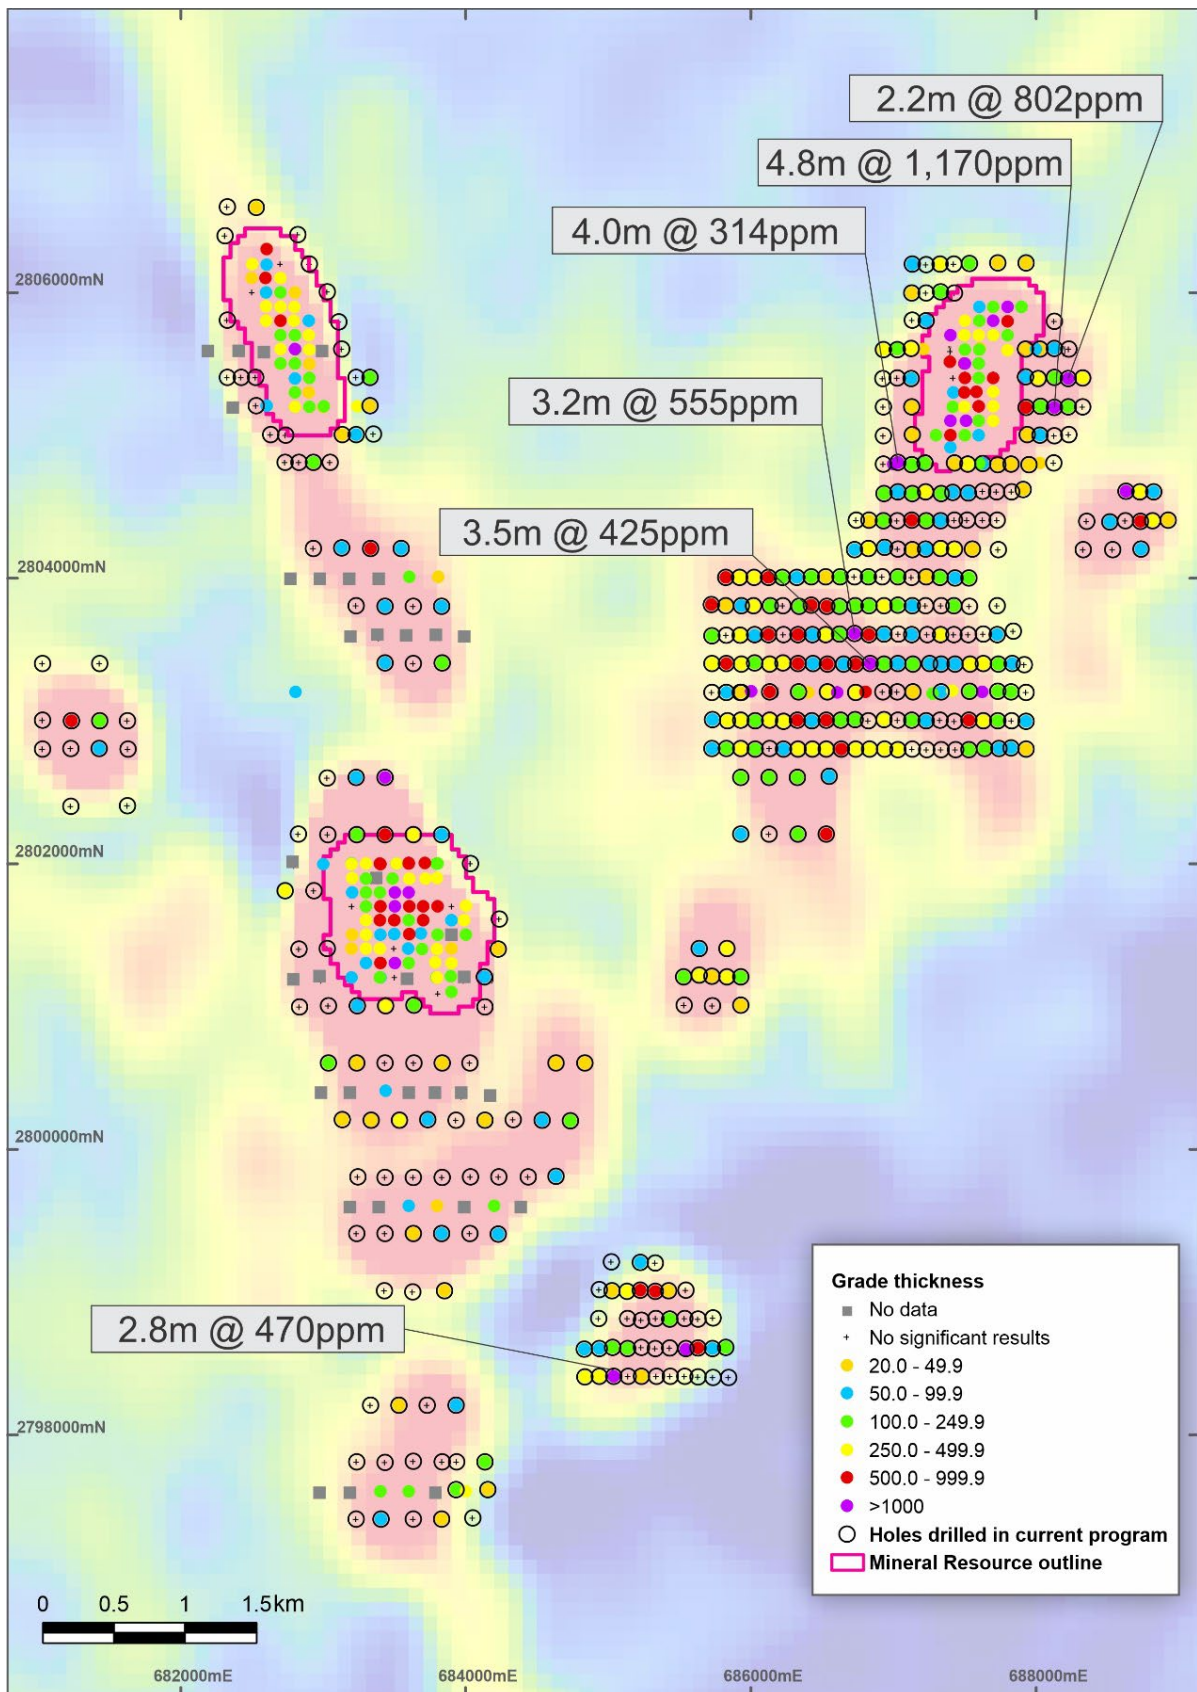 2.2m @ 802ppm
4.8m @ 1,170ppm
4.0m @ 314ppm
2806000mN
3.2m @ 555ppm
3.5m @ 425ppm
2804000mN
2802000mN
2800000mN
2.8m @ 470ppm
2798000mN
Grade thickness
No data
No significant results
20.0 - 49.9
50.0 - 99.9
100.0 - 249.9
250.0 - 499.9
500.0 - 999.9
>1000
Holes drilled in current program
Mineral Resource outline
0 0.5 1 1.5km
682000mE 684000mE 686000mE 688000mE